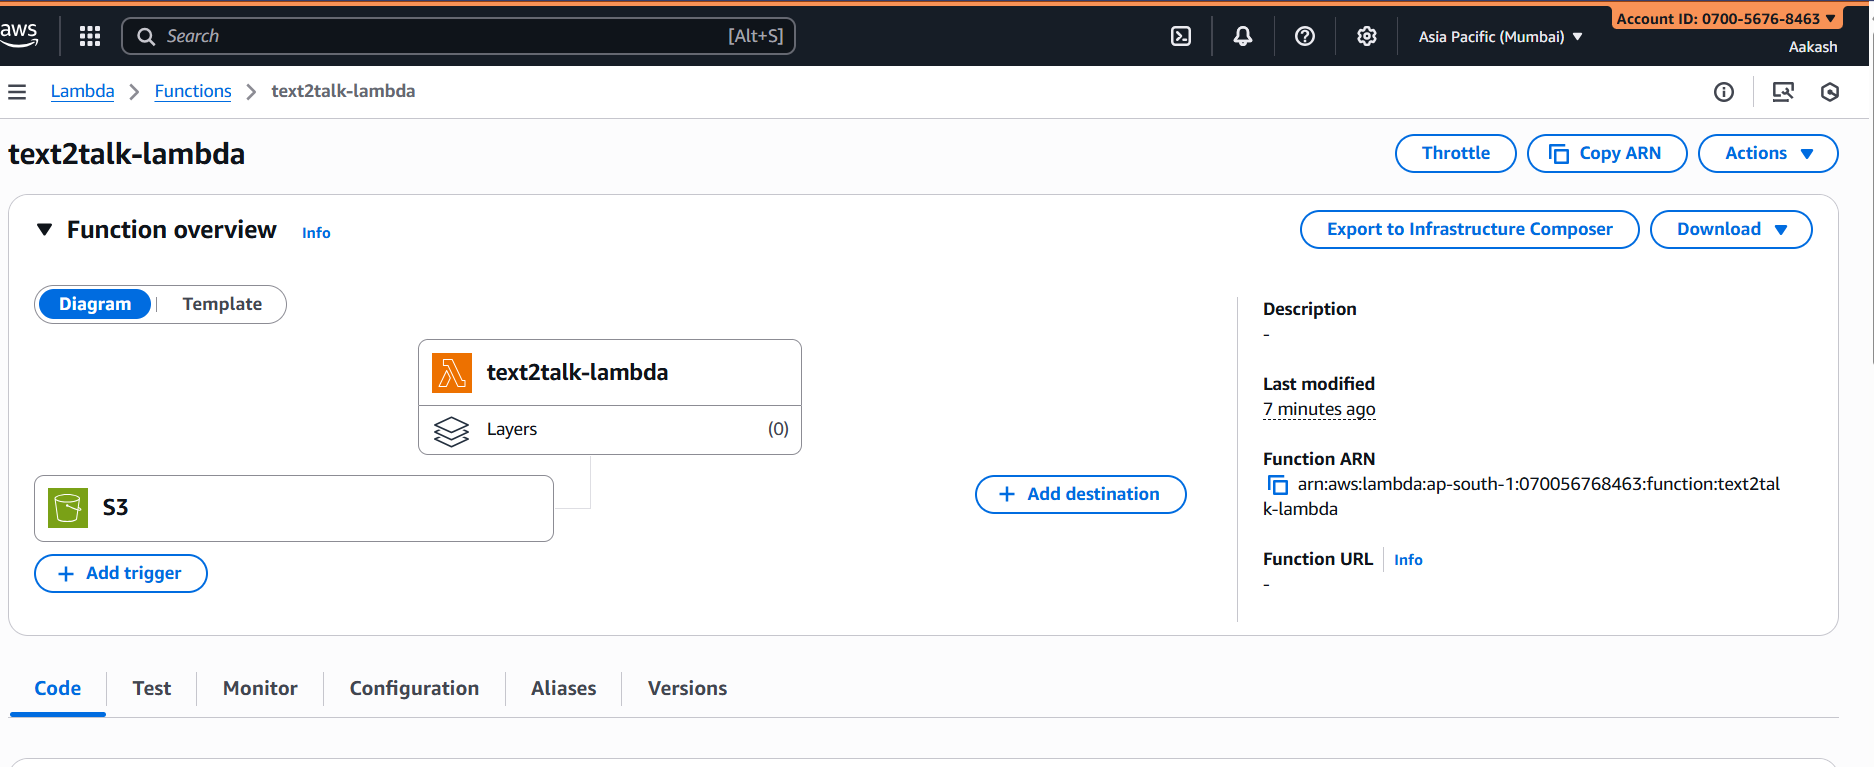 aws
Search [Alt+S]
Asia Pacific (Mumbai)
Account ID: 0700-5676-8463
Aakash
Lambda Functions text2talk-lambda
text2talk-lambda
Throttle Copy ARN Actions
Function overview Info
Export to Infrastructure Composer Download
Diagram Template
text2talk-lambda
Layers (0)
S3
Add trigger
Add destination
Description
-
Last modified
7 minutes ago
Function ARN
arn:aws:lambda:ap-south-1:070056768463:function:text2tal
k-lambda
Function URL Info
-
Code Test Monitor Configuration Aliases Versions